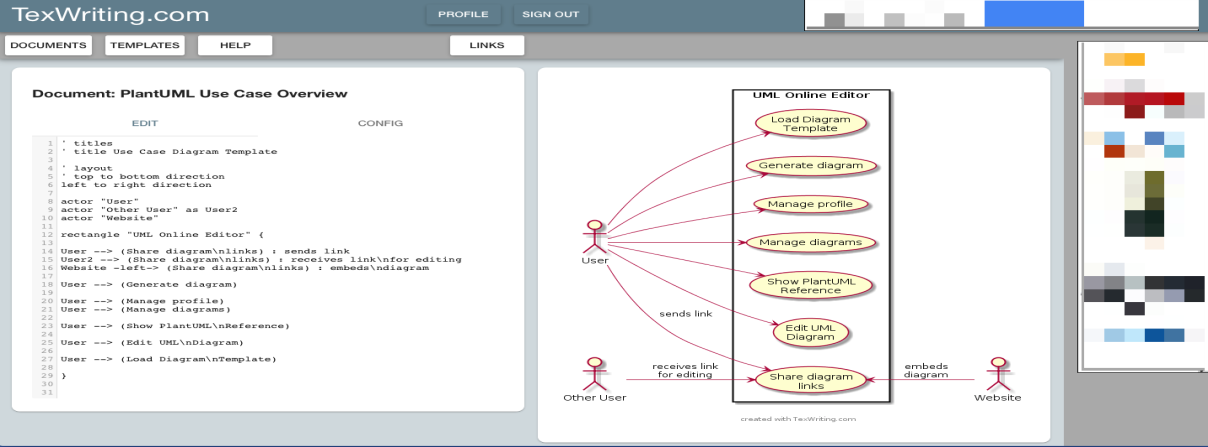 TexWriting.com
PROFILE
SIGN OUT
DOCUMENTS
TEMPLATES
HELP
LINKS
Document: PlantUML Use Case Overview
EDIT
CONFIG
1 ' titles
2 ' title Use Case Diagram Template
3
4 ' layout
5 ' top to bottom direction
6 left to right direction
7
8 actor "User"
9 actor "Other User" as User2
10 actor "Website"
11
12 rectangle "UML Online Editor" {
13
14 User --> (Share diagram\nlinks) : sends link
15 User2 --> (Share diagram\nlinks) : receives link\nfor editing
16 Website -left-> (Share diagram\nlinks) : embeds\ndiagram
17
18 User --> (Generate diagram)
19
20 User --> (Manage profile)
21 User --> (Manage diagrams)
22
23 User --> (Show PlantUML\nReference)
24
25 User --> (Edit UML\nDiagram)
26
27 User --> (Load Diagram\nTemplate)
28
29 }
30
31
UML Online Editor
Load Diagram
Template
Generate diagram
Manage profile
Manage diagrams
User
Show PlantUML
Reference
sends link
Edit UML
Diagram
receives link
for editing
Share diagram
links
embeds
diagram
Other User
Website
created with TexWriting.com